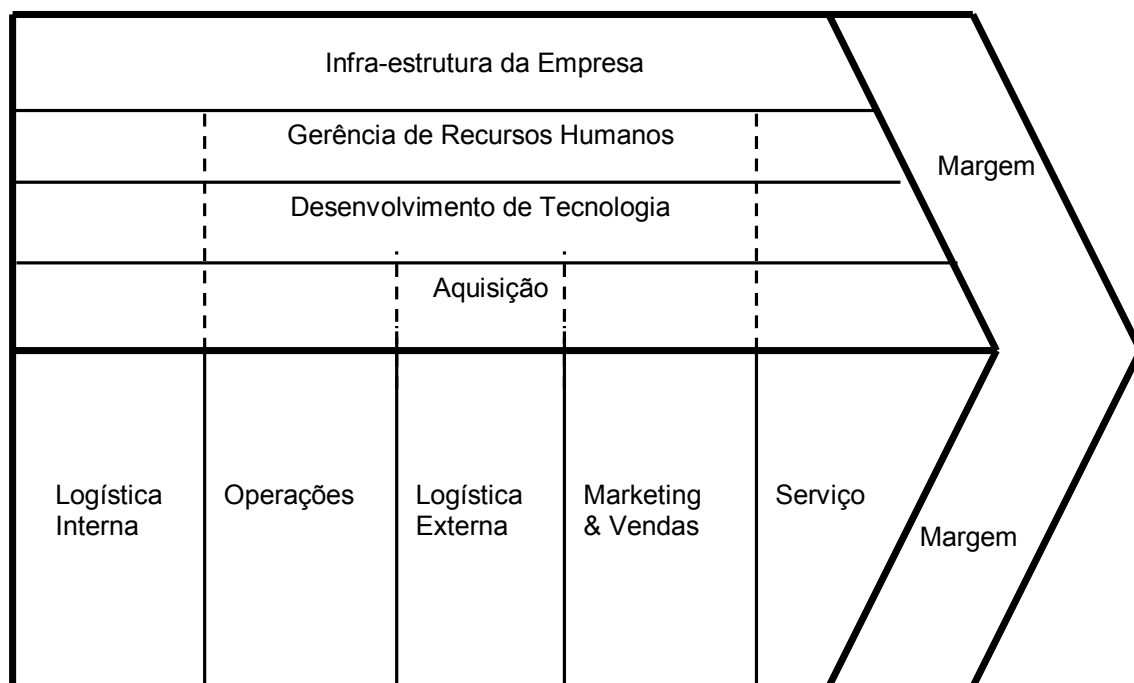 Infra-estrutura da Empresa
Gerência de Recursos Humanos
Margem
Desenvolvimento de Tecnologia
Aquisição
Logística
Interna
Operações
Logística
Externa
Marketing
& Vendas
Serviço
Margem